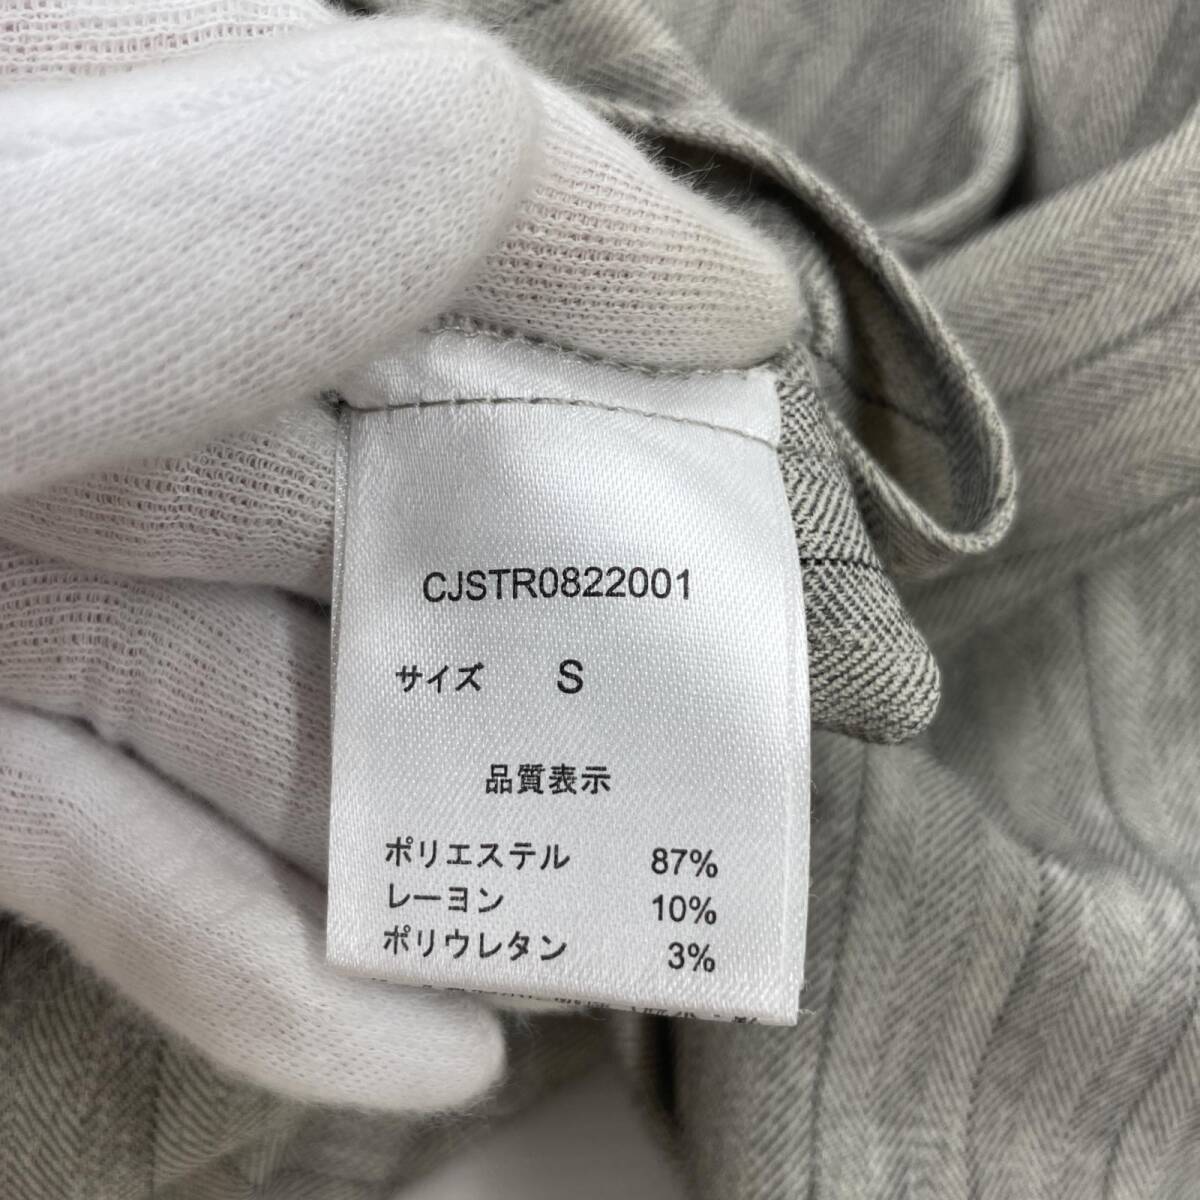 CJSTR0822001
サイズ S
品質表示
ポリエステル 87%
レーヨン 10%
ポリウレタン 3%